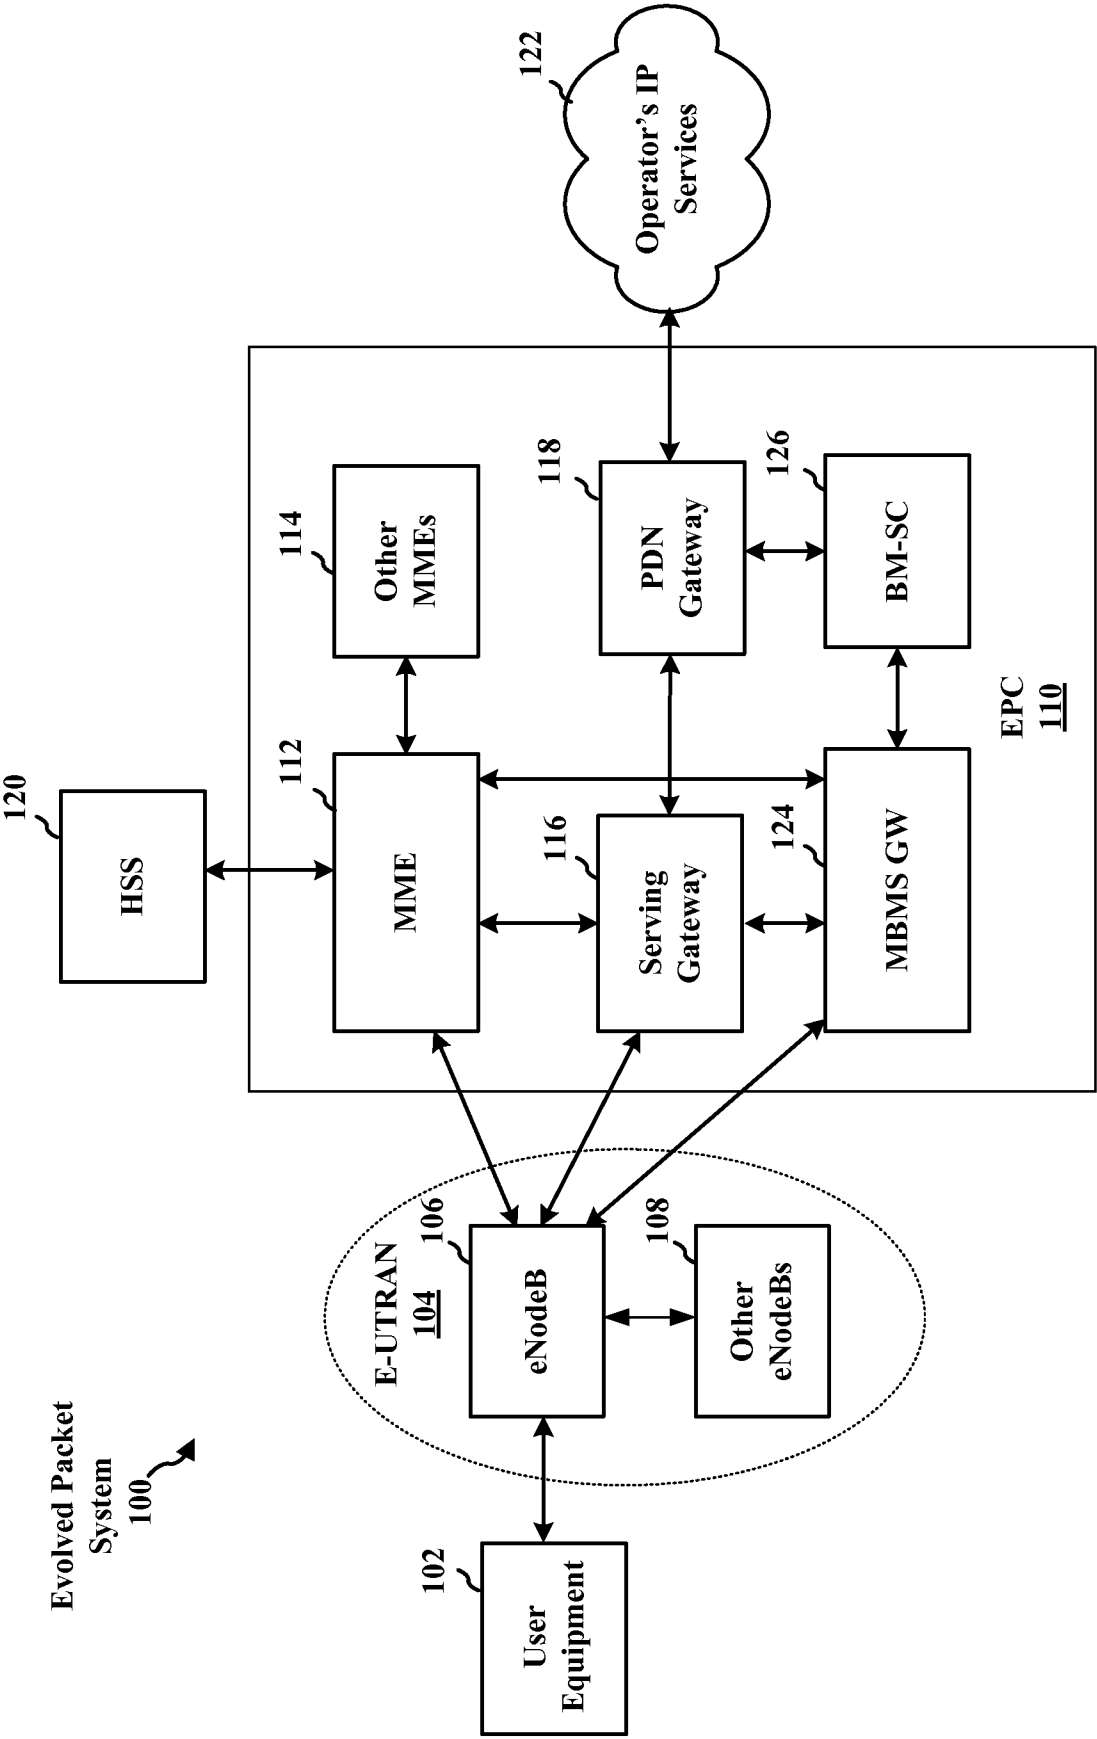 Evolved Packet
System
100
102
User
Equipment
E-UTRAN
104
106
eNodeB
108
Other
eNodeBs
120
HSS
112
MME
114
Other
MMEs
116
Serving
Gateway
118
PDN
Gateway
124
MBMS GW
126
BM-SC
EPC
110
122
Operator's IP
Services